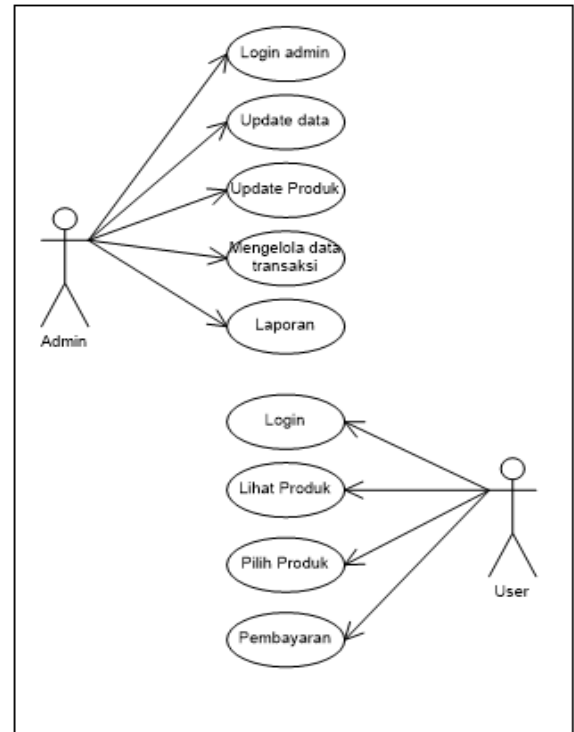 Login admin
Update data
Update Produk
Mengelola data
transaksi
Laporan
Admin
Login
Lihat Produk
Pilih Produk
Pembayaran
User